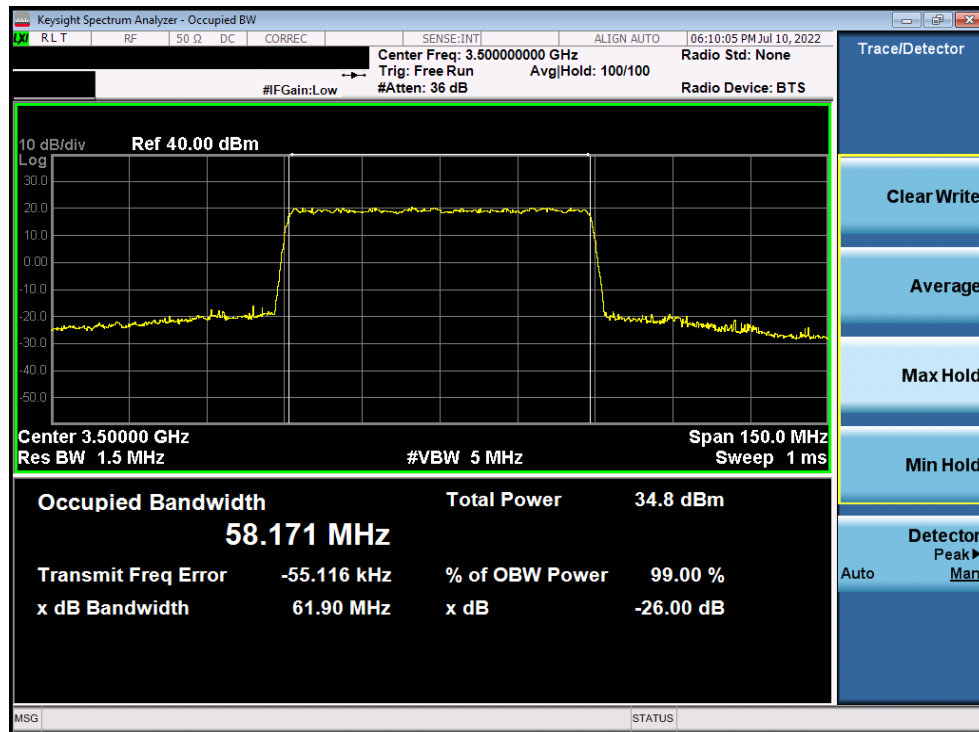 Keysight Spectrum Analyzer - Occupied BW
LXI RLT RF 50 Ω DC CORREC SENSE:INT ALIGN AUTO 06:10:05 PM Jul 10, 2022
Center Freq: 3.500000000 GHz Radio Std: None
Trig: Free Run Avg|Hold: 100/100
#IFGain:Low #Atten: 36 dB Radio Device: BTS
10 dB/div Ref 40.00 dBm
Log
30.0
20.0
10.0
0.00
-10.0
-20.0
-30.0
-40.0
-50.0
Center 3.50000 GHz Span 150.0 MHz
Res BW 1.5 MHz #VBW 5 MHz Sweep 1 ms
Occupied Bandwidth Total Power 34.8 dBm
58.171 MHz
Transmit Freq Error -55.116 kHz % of OBW Power 99.00 %
x dB Bandwidth 61.90 MHz x dB -26.00 dB
MSG STATUS
Trace/Detector
Clear Write
Average
Max Hold
Min Hold
Detector
Peak▶
Auto Man